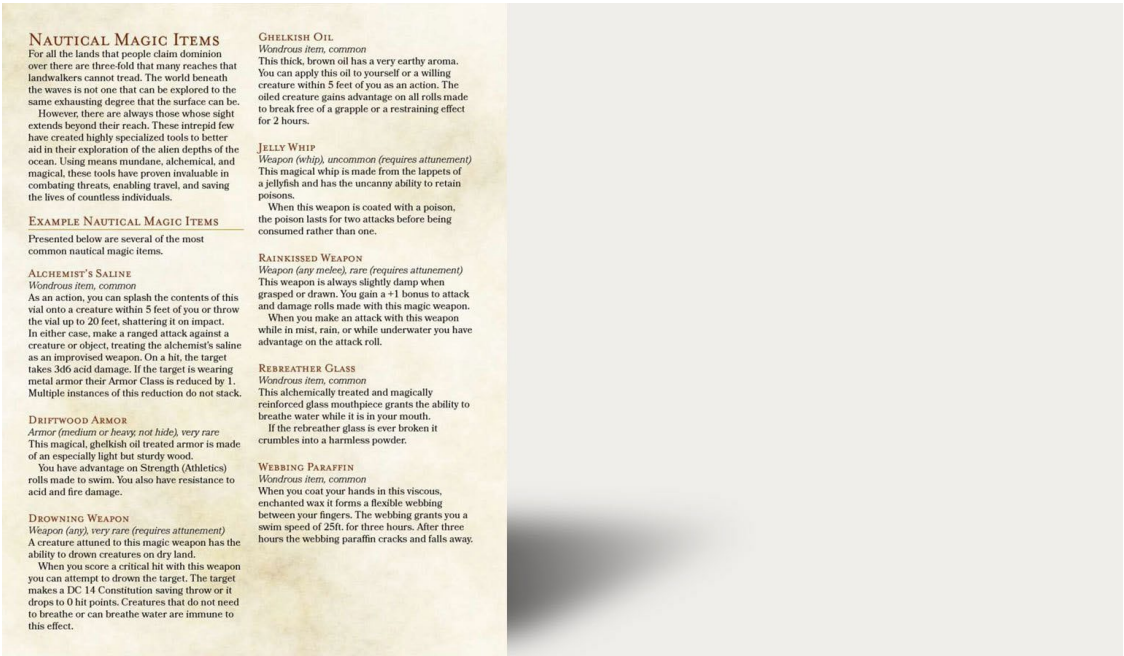 Nautical Magic Items
For all the lands that people claim dominion
over there are three-fold that many reaches that
landwalkers cannot tread. The world beneath
the waves is not one that can be explored to the
same exhausting degree that the surface can be.
However, there are always those whose sight
extends beyond their reach. These intrepid few
have created highly specialized tools to better
aid in their exploration of the alien depths of the
ocean. Using means mundane, alchemical, and
magical, these tools have proven invaluable in
combating threats, enabling travel, and saving
the lives of countless individuals.
Example Nautical Magic Items
Presented below are several of the most
common nautical magic items.
Alchemist's Saline
Wondrous item, common
As an action, you can splash the contents of this
vial onto a creature within 5 feet of you or throw
the vial up to 20 feet, shattering it on impact.
In either case, make a ranged attack against a
creature or object, treating the alchemist's saline
as an improvised weapon. On a hit, the target
takes 3d6 acid damage. If the target is wearing
metal armor their Armor Class is reduced by 1.
Multiple instances of this reduction do not stack.
Driftwood Armor
Armor (medium or heavy, not hide), very rare
This magical, ghelkish oil treated armor is made
of an especially light but sturdy wood.
You have advantage on Strength (Athletics)
rolls made to swim. You also have resistance to
acid and fire damage.
Drowning Weapon
Weapon (any), very rare (requires attunement)
A creature attuned to this magic weapon has the
ability to drown creatures on dry land.
When you score a critical hit with this weapon
you can attempt to drown the target. The target
makes a DC 14 Constitution saving throw or it
drops to 0 hit points. Creatures that do not need
to breathe or can breathe water are immune to
this effect.
Ghelkish Oil
Wondrous item, common
This thick, brown oil has a very earthy aroma.
You can apply this oil to yourself or a willing
creature within 5 feet of you as an action. The
oiled creature gains advantage on all rolls made
to break free of a grapple or a restraining effect
for 2 hours.
Jelly Whip
Weapon (whip), uncommon (requires attunement)
This magical whip is made from the lappets of
a jellyfish and has the uncanny ability to retain
poisons.
When this weapon is coated with a poison,
the poison lasts for two attacks before being
consumed rather than one.
Rainkissed Weapon
Weapon (any melee), rare (requires attunement)
This weapon is always slightly damp when
grasped or drawn. You gain a +1 bonus to attack
and damage rolls made with this magic weapon.
When you make an attack with this weapon
while in mist, rain, or while underwater you have
advantage on the attack roll.
Rebreather Glass
Wondrous item, common
This alchemically treated and magically
reinforced glass mouthpiece grants the ability to
breathe water while it is in your mouth.
If the rebreather glass is ever broken it
crumbles into a harmless powder.
Webbing Paraffin
Wondrous item, common
When you coat your hands in this viscous,
enchanted wax it forms a flexible webbing
between your fingers. The webbing grants you a
swim speed of 25ft. for three hours. After three
hours the webbing paraffin cracks and falls away.